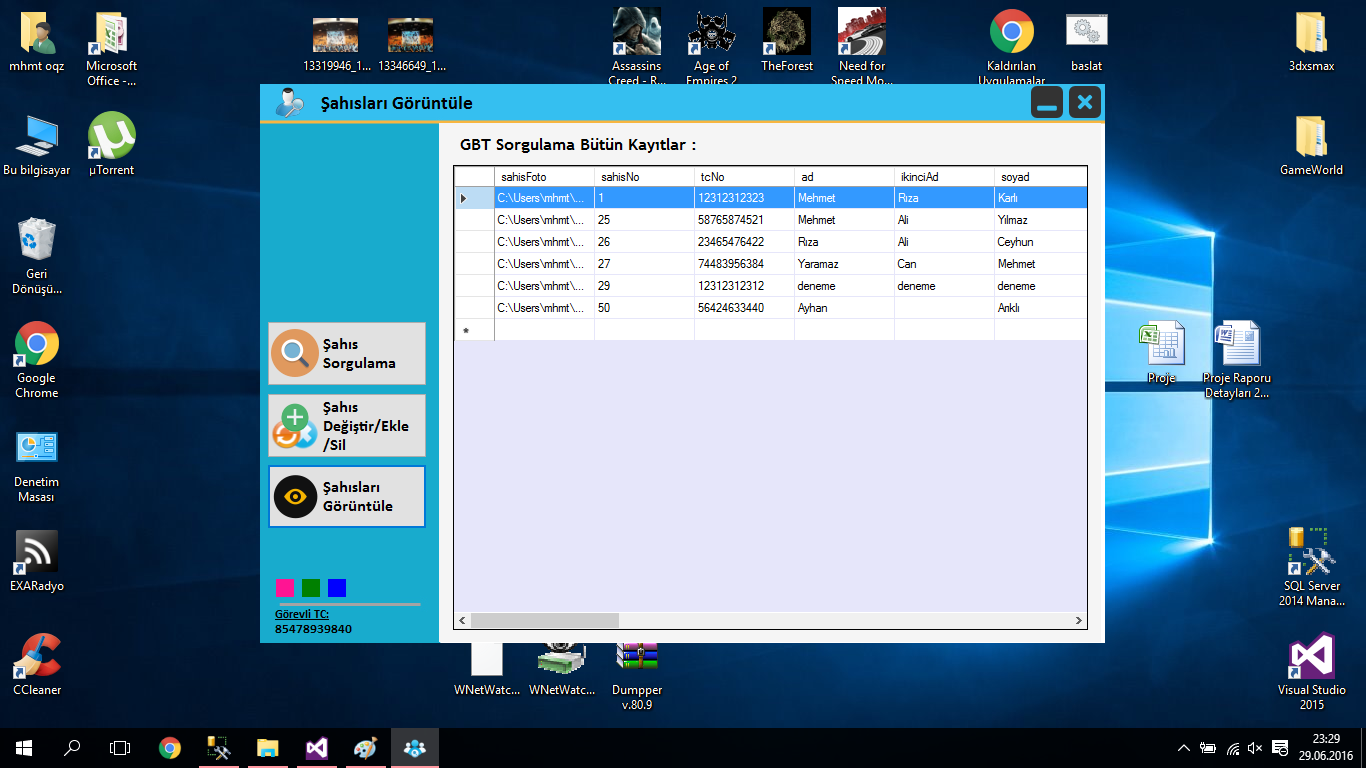 mhmt oqz
Microsoft
Office -...
13319946_1...
13346649_1...
Assassins
Creed - R...
Age of
Empires 2
TheForest
Need for
Speed Mo...
Kaldırılan
Uygulamalar
baslat
3dxsmax
Bu bilgisayar
µTorrent
GameWorld
Geri
Dönüşü...
Google
Chrome
Denetim
Masası
EXARadyo
CCleaner
Şahısları Görüntüle
GBT Sorgulama Bütün Kayıtlar :
sahisFoto sahisNo tcNo ad ikinciAd soyad
C:\Users\mhmt\... 1 12312312323 Mehmet Rıza Karlı
C:\Users\mhmt\... 25 58765874521 Mehmet Ali Yılmaz
C:\Users\mhmt\... 26 23465476422 Rıza Ali Ceyhun
C:\Users\mhmt\... 27 74483956384 Yaramaz Can Mehmet
C:\Users\mhmt\... 29 12312312312 deneme deneme deneme
C:\Users\mhmt\... 50 56424633440 Ayhan Arıklı
Şahıs
Sorgulama
Şahıs
Değiştir/Ekle
/Sil
Şahısları
Görüntüle
Görevli TC:
85478939840
Proje
Proje Raporu
Detayları 2...
SQL Server
2014 Mana...
Visual Studio
2015
WNetWatc...
WNetWatc...
Dumpper
v.80.9
23:29
29.06.2016